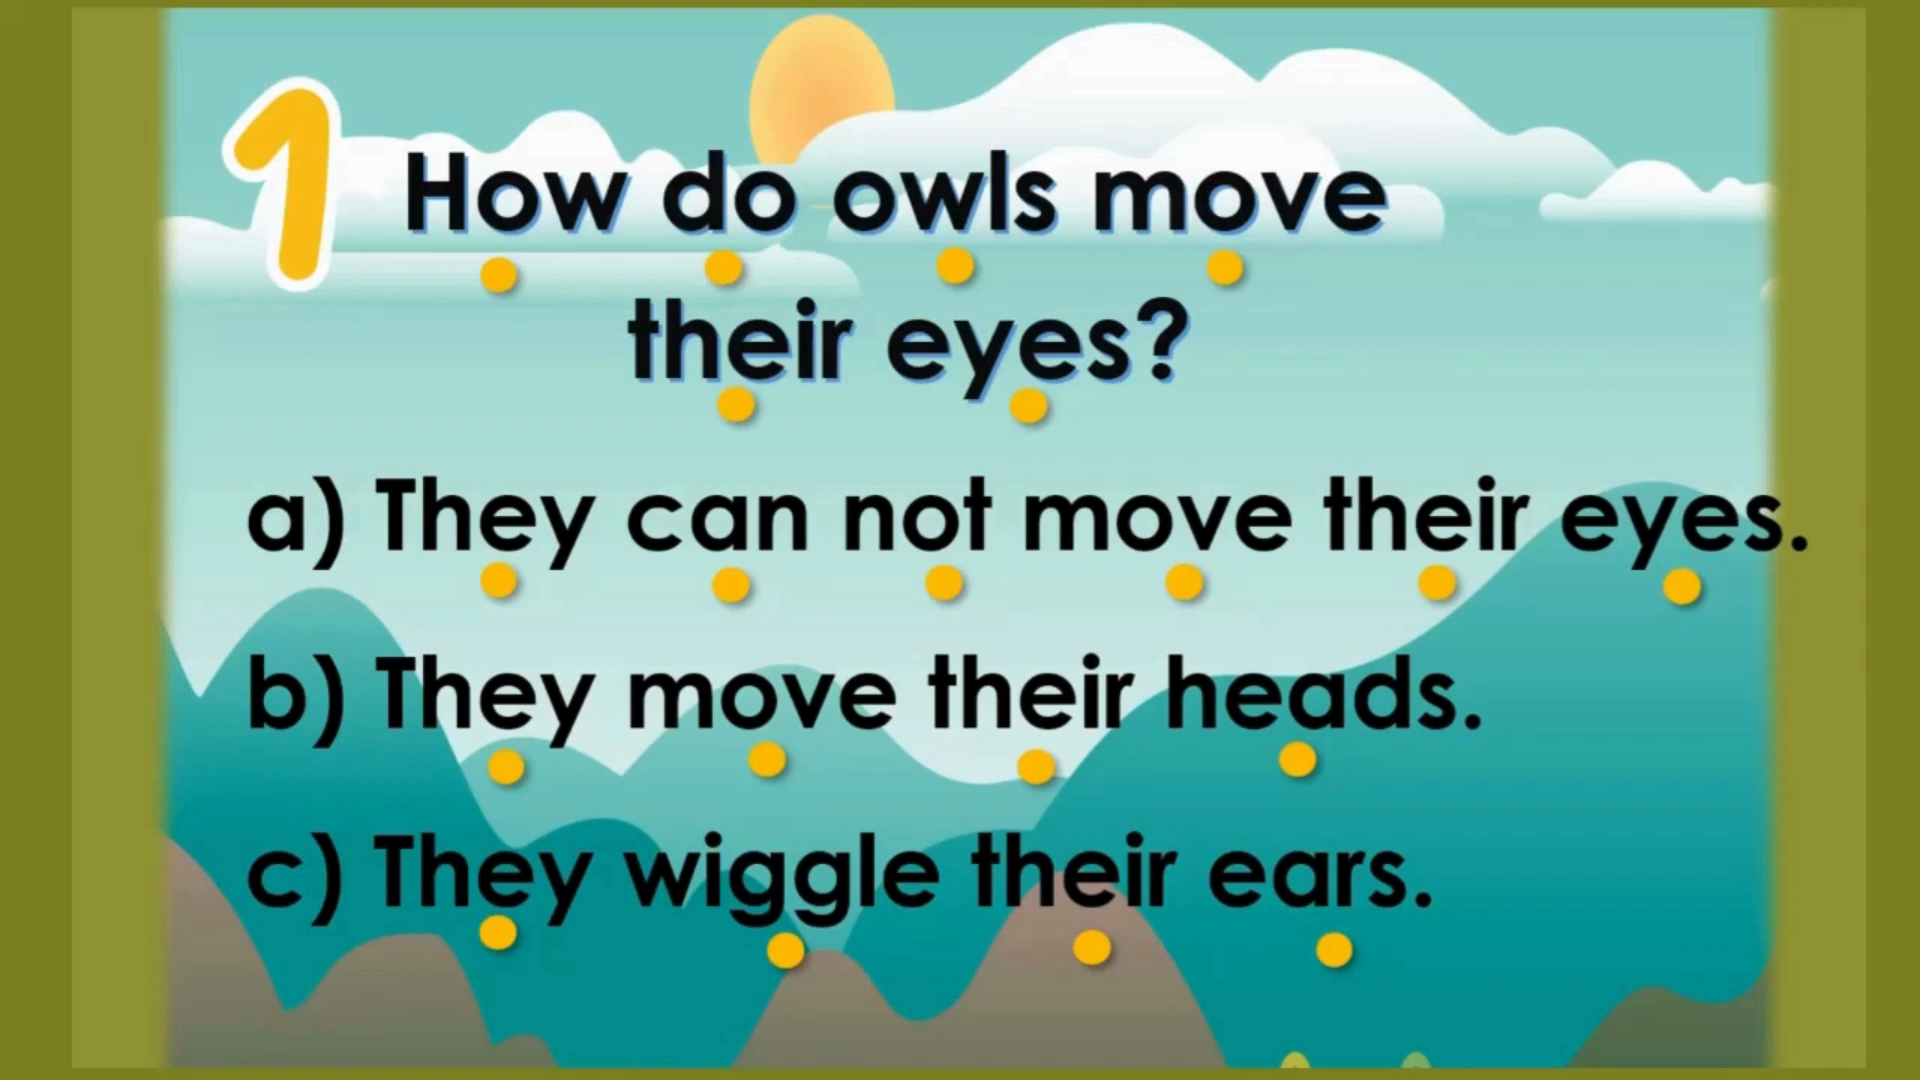 1 How do owls move
their eyes?
a) They can not move their eyes.
b) They move their heads.
c) They wiggle their ears.